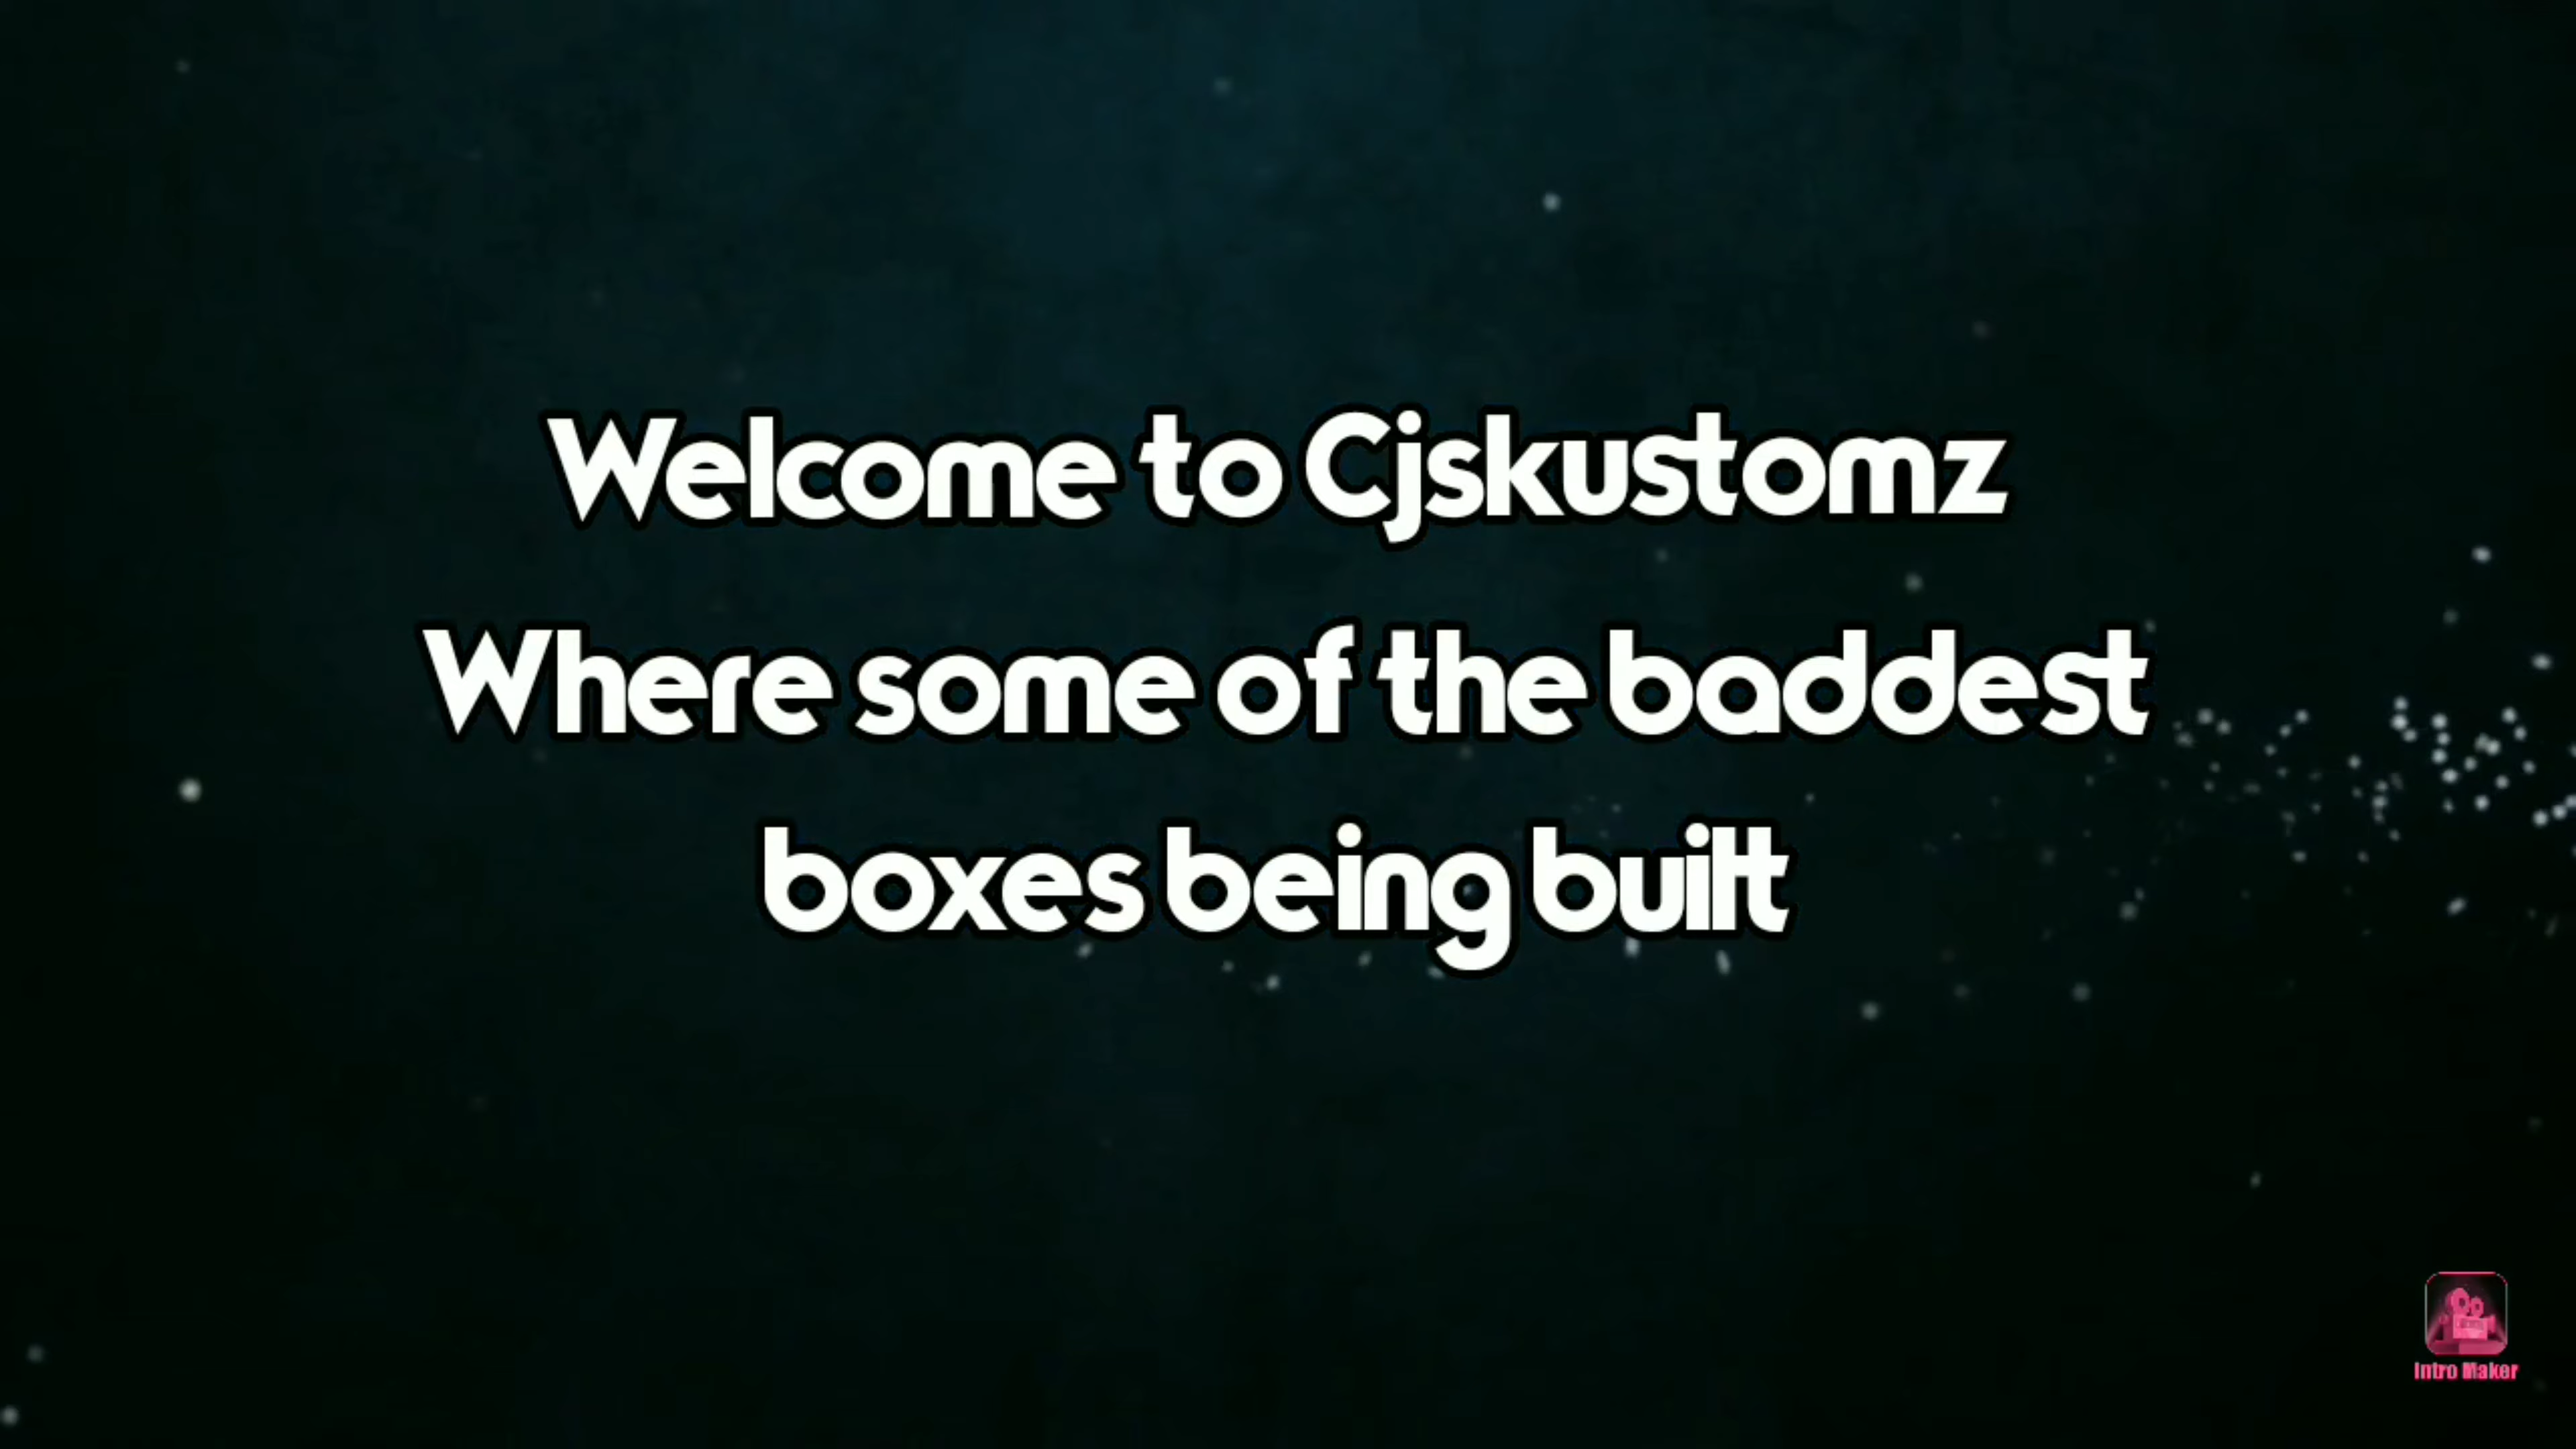 Welcome to Cjskustomz
Where some of the baddest
boxes being built
Intro Maker